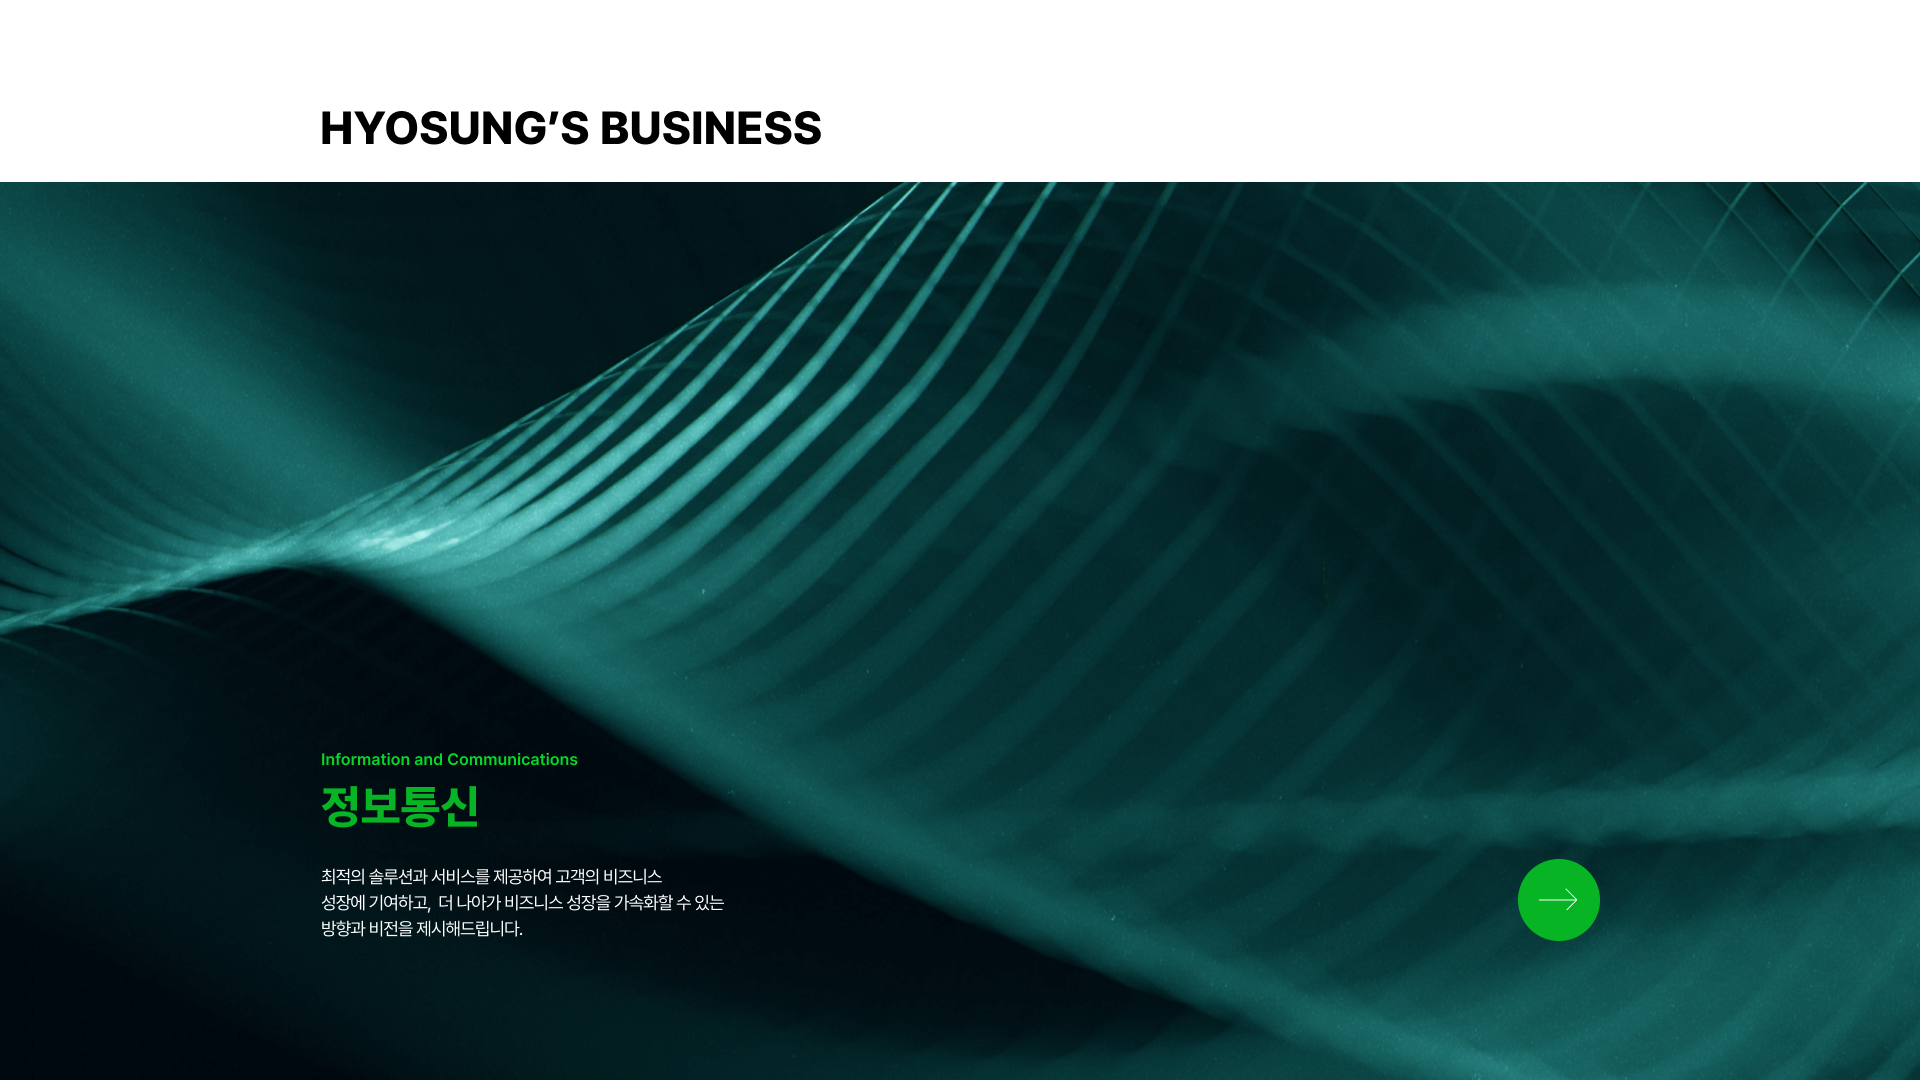 HYOSUNG’S BUSINESS
Information and Communications
정보통신
최적의 솔루션과 서비스를 제공하여 고객의 비즈니스
성장에 기여하고,  더 나아가 비즈니스 성장을 가속화할 수 있는
방향과 비전을 제시해드립니다.